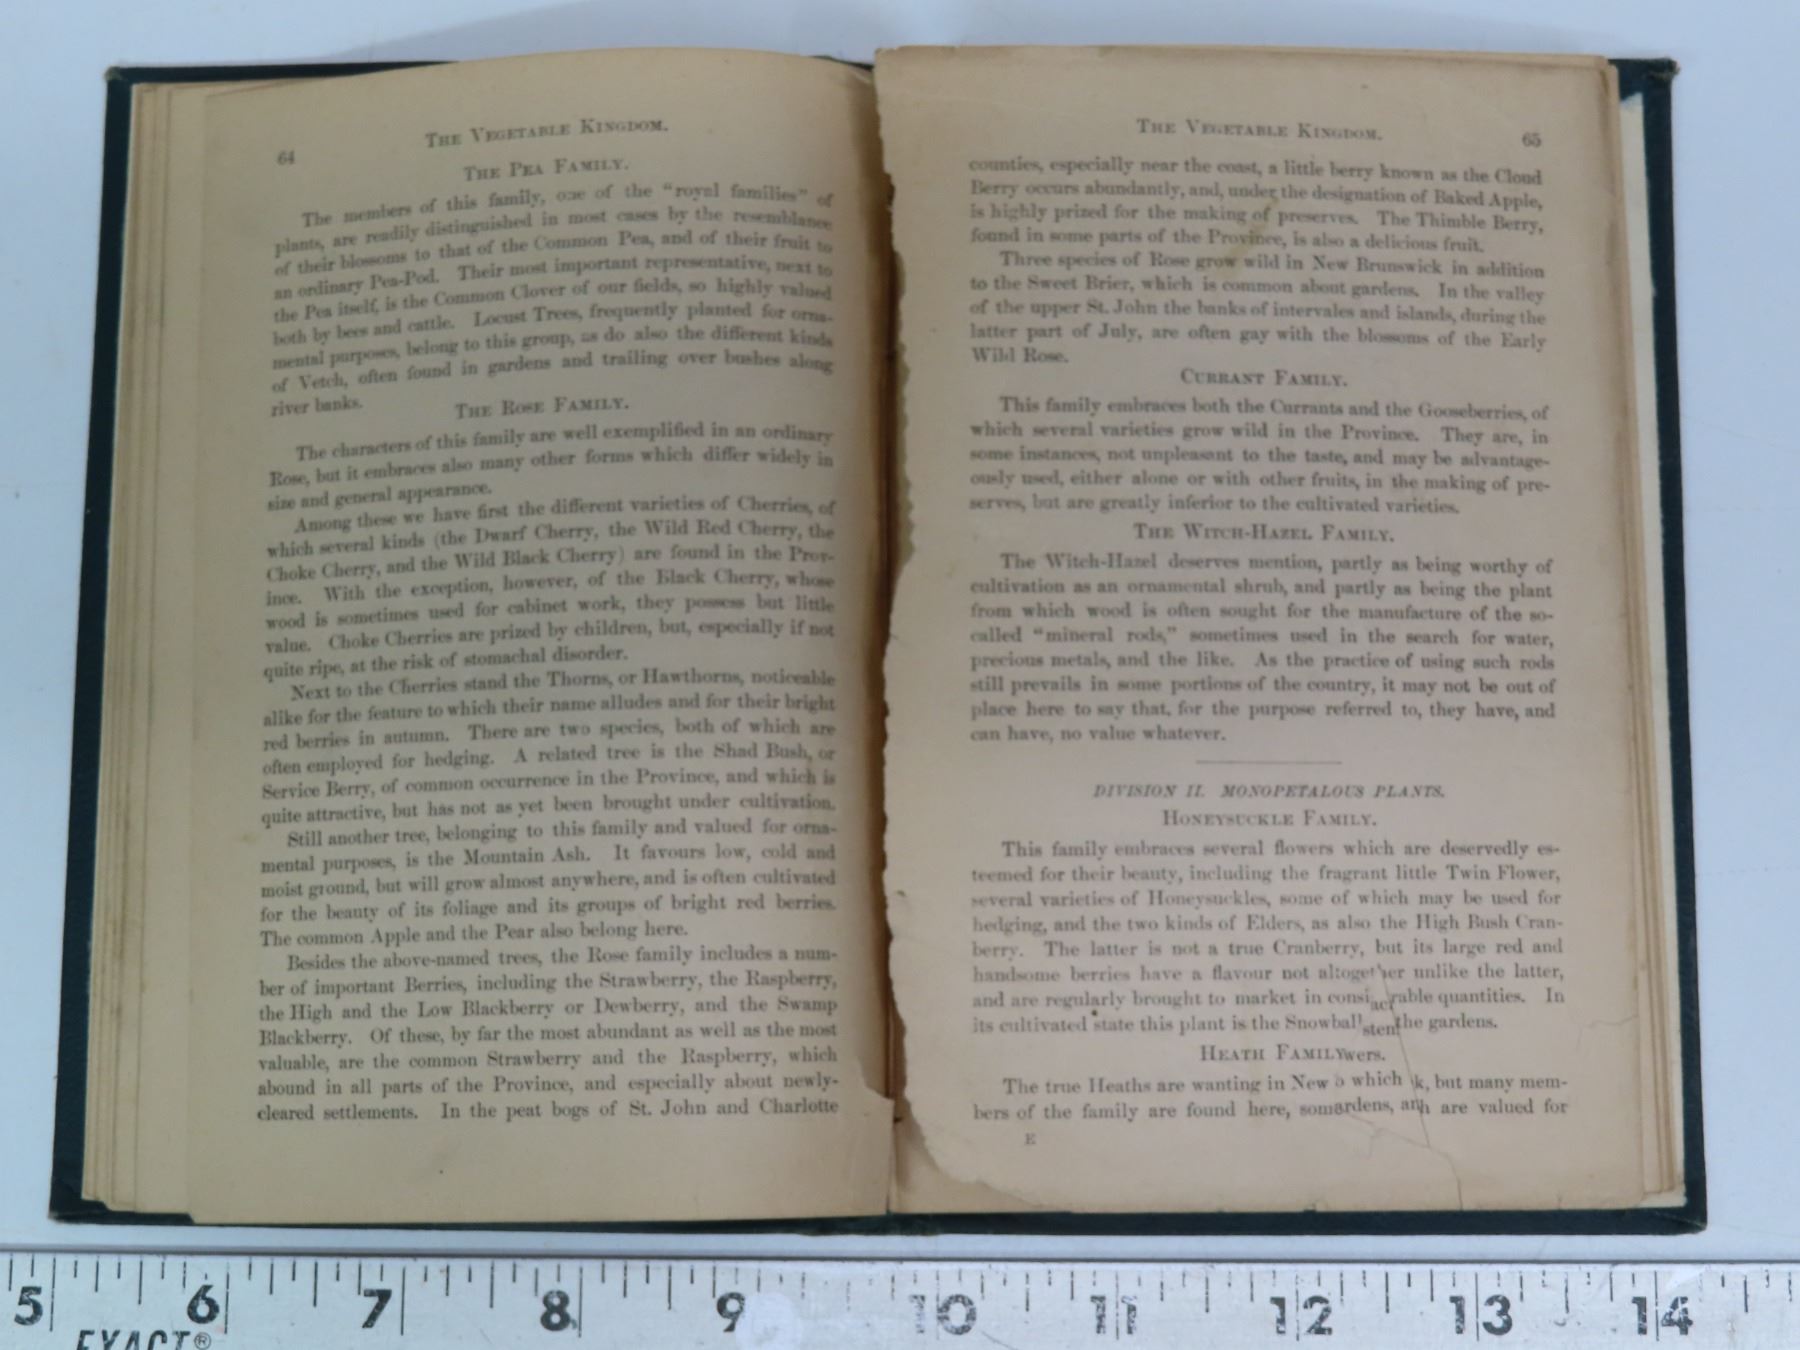 64
THE VEGETABLE KINGDOM.
THE PEA FAMILY.
The members of this family, one of the "royal families" of
plants, are readily distinguished in most cases by the resemblance
of their blossoms to that of the Common Pea, and of their fruit to
an ordinary Pea-Pod. Their most important representative, next to
the Pea itself, is the Common Clover of our fields, so highly valued
both by bees and cattle. Locust Trees, frequently planted for orna-
mental purposes, belong to this group, as do also the different kinds
of Vetch, often found in gardens and trailing over bushes along
river banks.
THE ROSE FAMILY.
The characters of this family are well exemplified in an ordinary
Rose, but it embraces also many other forms which differ widely in
size and general appearance.
Among these we have first the different varieties of Cherries, of
which several kinds (the Dwarf Cherry, the Wild Red Cherry, the
Choke Cherry, and the Wild Black Cherry) are found in the Prov-
ince. With the exception, however, of the Black Cherry, whose
wood is sometimes used for cabinet work, they possess but little
value. Choke Cherries are prized by children, but, especially if not
quite ripe, at the risk of stomachal disorder.
Next to the Cherries stand the Thorns, or Hawthorns, noticeable
alike for the feature to which their name alludes and for their bright
red berries in autumn. There are two species, both of which are
often employed for hedging. A related tree is the Shad Bush, or
Service Berry, of common occurrence in the Province, and which is
quite attractive, but has not as yet been brought under cultivation.
Still another tree, belonging to this family and valued for orna-
mental purposes, is the Mountain Ash. It favours low, cold and
moist ground, but will grow almost anywhere, and is often cultivated
for the beauty of its foliage and its groups of bright red berries.
The common Apple and the Pear also belong here.
Besides the above-named trees, the Rose family includes a num-
ber of important Berries, including the Strawberry, the Raspberry,
the High and the Low Blackberry or Dewberry, and the Swamp
Blackberry. Of these, by far the most abundant as well as the most
valuable, are the common Strawberry and the Raspberry, which
abound in all parts of the Province, and especially about newly-
cleared settlements. In the peat bogs of St. John and Charlotte
THE VEGETABLE KINGDOM.
65
counties, especially near the coast, a little berry known as the Cloud
Berry occurs abundantly, and, under the designation of Baked Apple,
is highly prized for the making of preserves. The Thimble Berry,
found in some parts of the Province, is also a delicious fruit.
Three species of Rose grow wild in New Brunswick in addition
to the Sweet Brier, which is common about gardens. In the valley
of the upper St. John the banks of intervales and islands, during the
latter part of July, are often gay with the blossoms of the Early
Wild Rose.
CURRANT FAMILY.
This family embraces both the Currants and the Gooseberries, of
which several varieties grow wild in the Province. They are, in
some instances, not unpleasant to the taste, and may be advantage-
ously used, either alone or with other fruits, in the making of pre-
serves, but are greatly inferior to the cultivated varieties.
THE WITCH-HAZEL FAMILY.
The Witch-Hazel deserves mention, partly as being worthy of
cultivation as an ornamental shrub, and partly as being the plant
from which wood is often sought for the manufacture of the so-
called "mineral rods," sometimes used in the search for water,
precious metals, and the like. As the practice of using such rods
still prevails in some portions of the country, it may not be out of
place here to say that, for the purpose referred to, they have, and
can have, no value whatever.
DIVISION II. MONOPETALOUS PLANTS.
HONEYSUCKLE FAMILY.
This family embraces several flowers which are deservedly es-
teemed for their beauty, including the fragrant little Twin Flower,
several varieties of Honeysuckles, some of which may be used for
hedging, and the two kinds of Elders, as also the High Bush Cran-
berry. The latter is not a true Cranberry, but its large red and
handsome berries have a flavour not altoget er unlike the latter,
and are regularly brought to market in consi acrable quantities. In
its cultivated state this plant is the Snowbal sten the gardens.
HEATH FAMILY wers.
The true Heaths are wanting in New o which k, but many mem-
bers of the family are found here, som ardens, an h are valued for
E
5 6 7 8 9 10 11 12 13 14
EXACT®